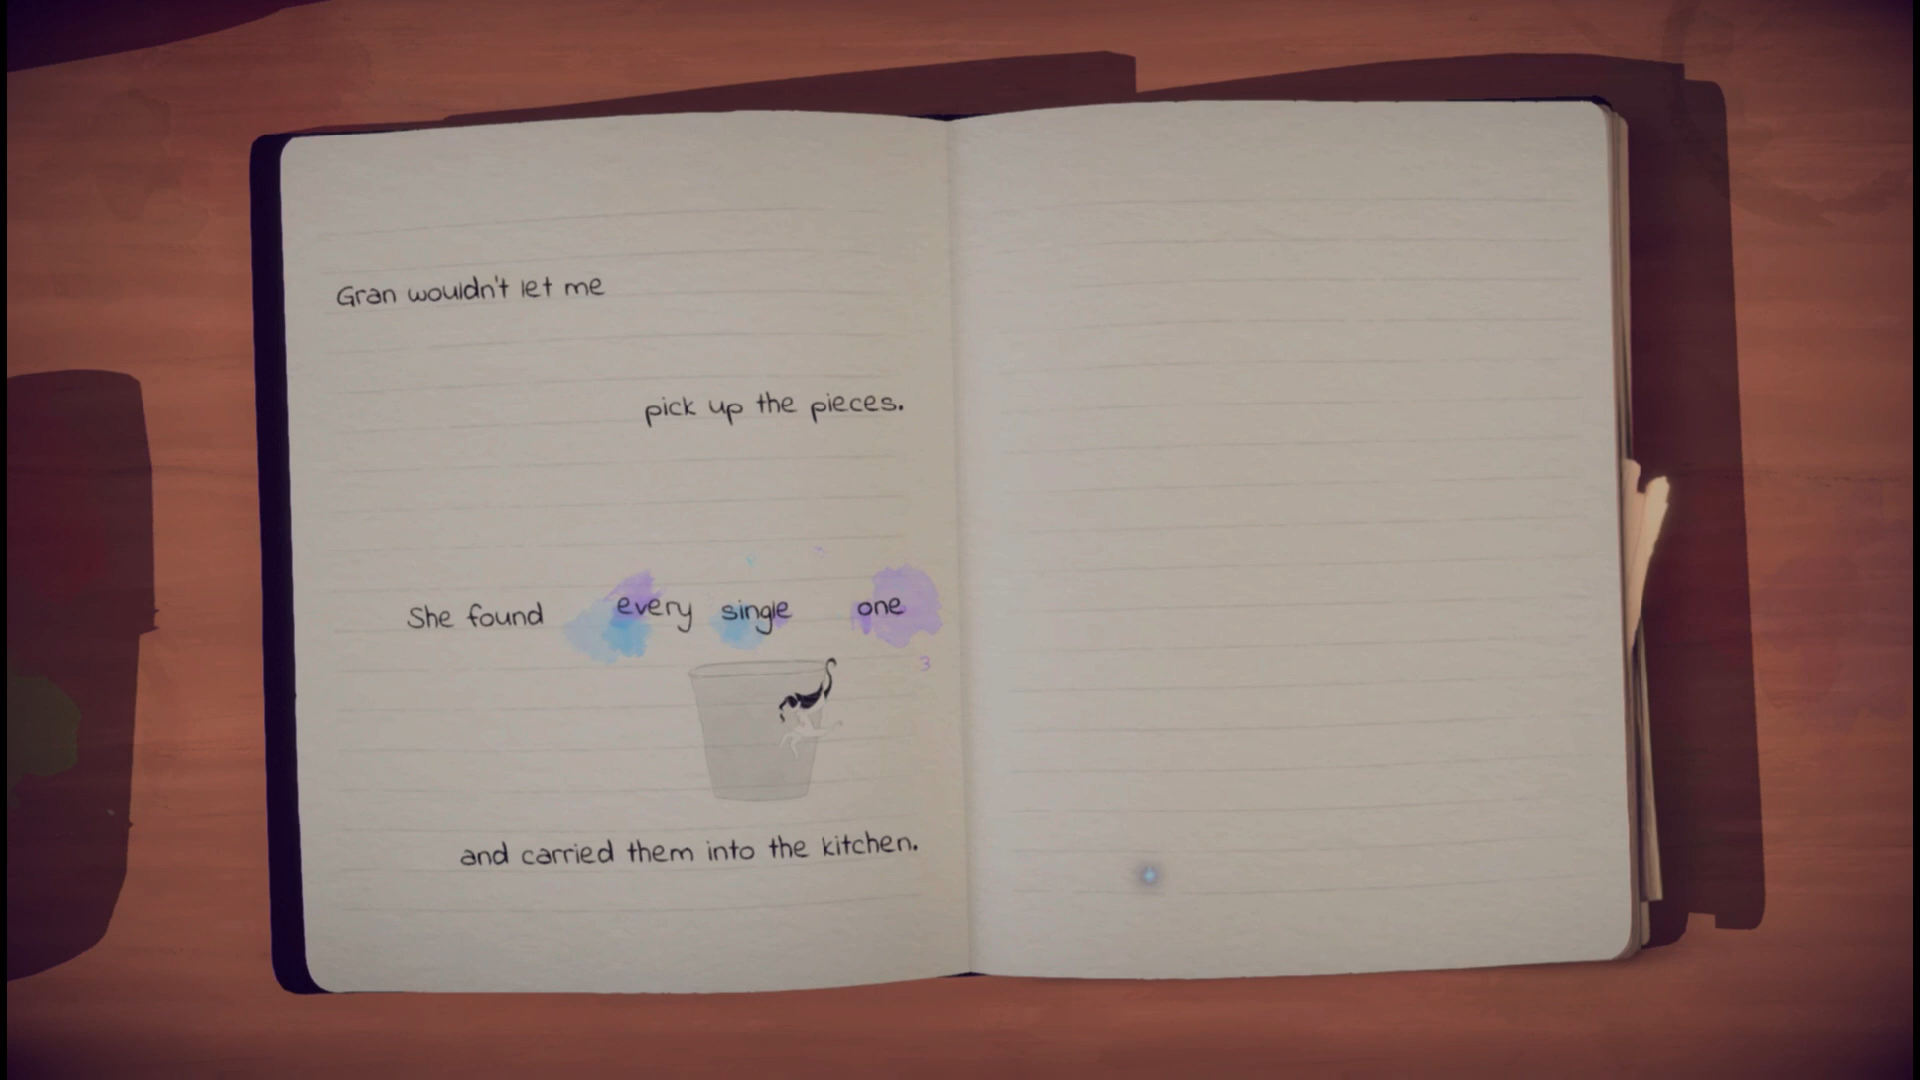 Gran wouldn't let me
pick up the pieces.
She found every single one
and carried them into the kitchen.